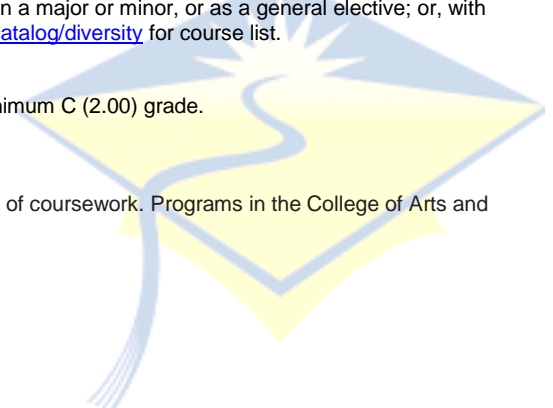 n a major or minor, or as a general elective; or, with
atalog/diversity for course list.
nimum C (2.00) grade.
of coursework. Programs in the College of Arts and